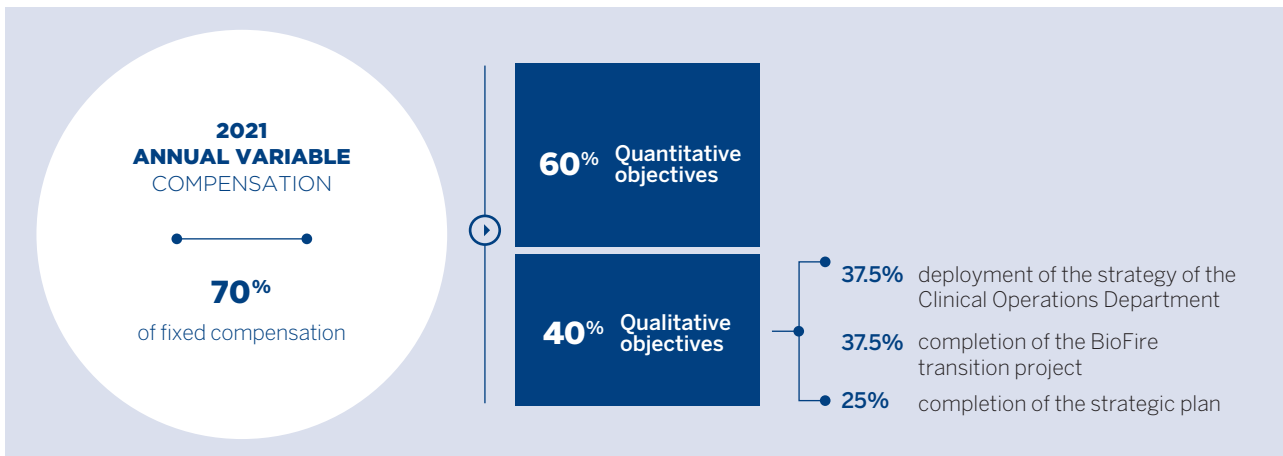 2021
ANNUAL VARIABLE
COMPENSATION
70%
of fixed compensation
60% Quantitative
objectives
40% Qualitative
objectives
37.5% deployment of the strategy of the
Clinical Operations Department
37.5% completion of the BioFire
transition project
25% completion of the strategic plan